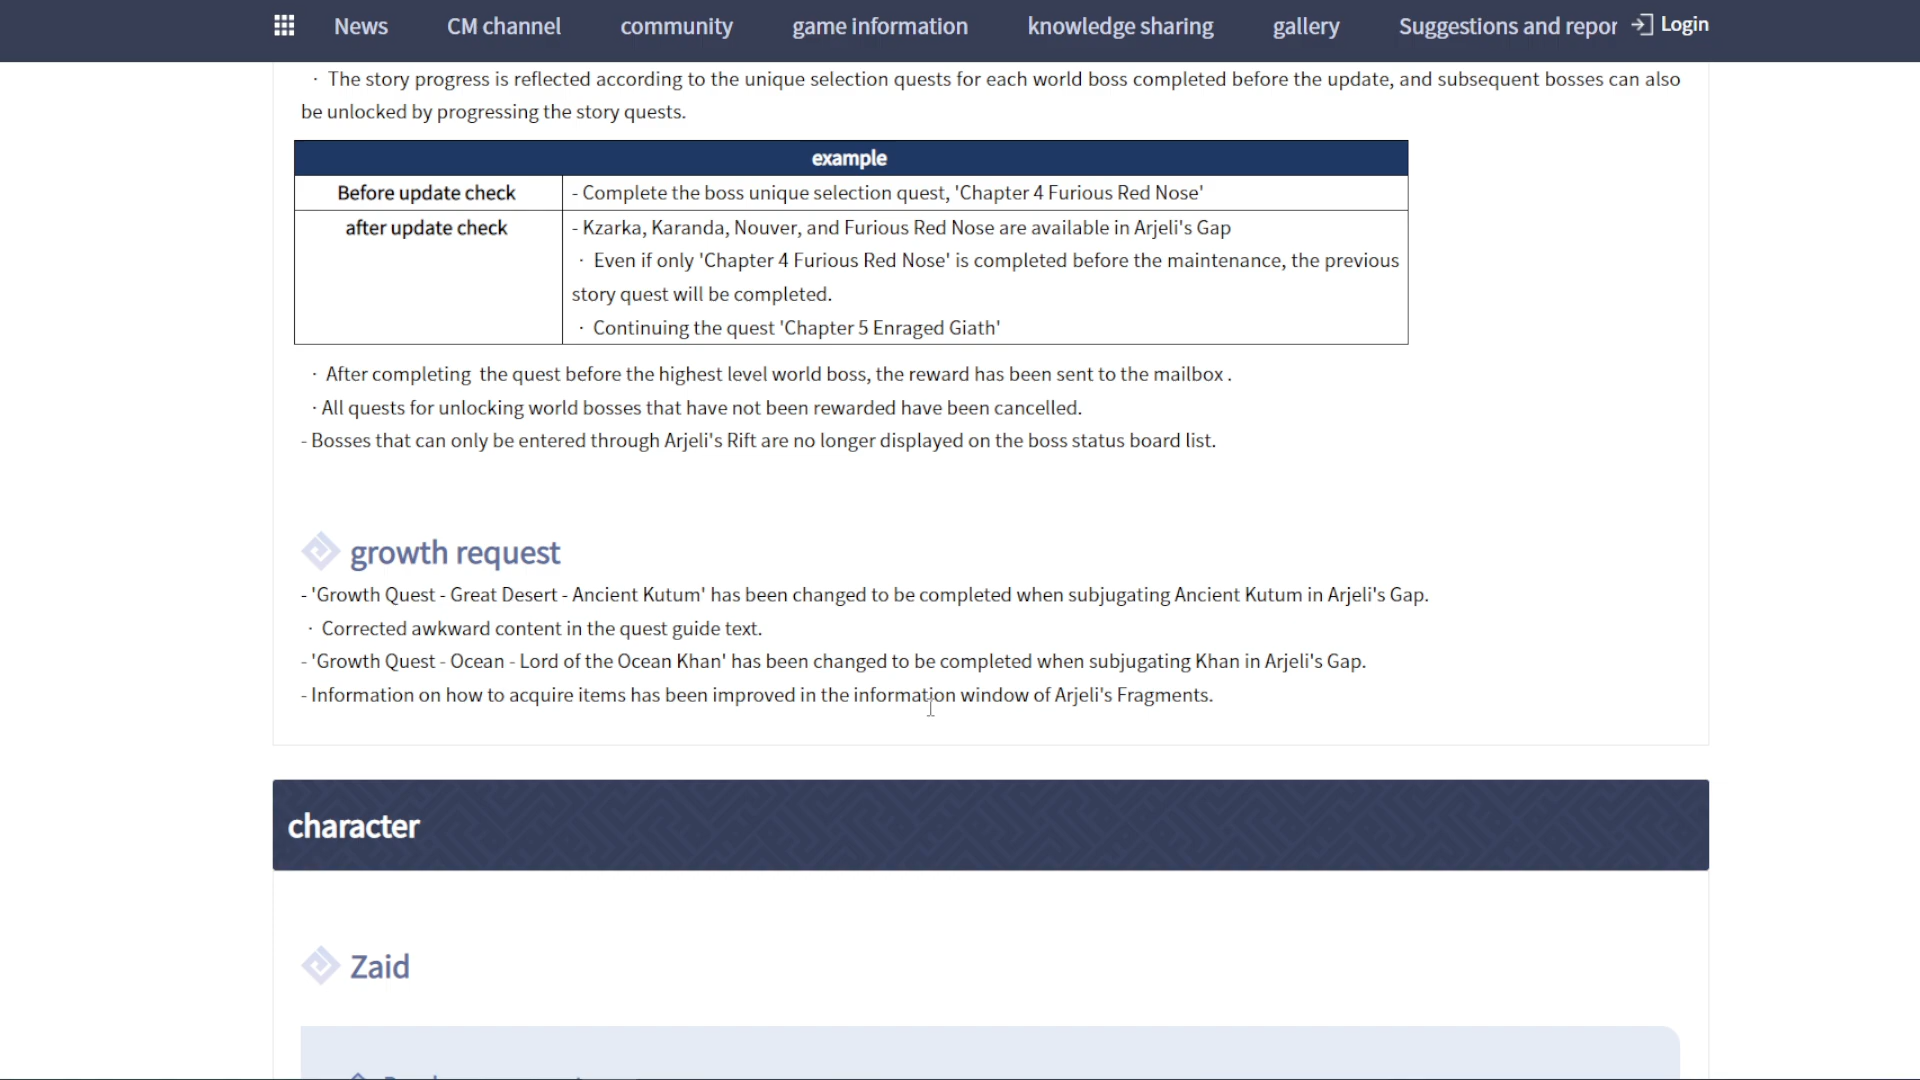 News CM channel community game information knowledge sharing gallery Suggestions and repor Login
· The story progress is reflected according to the unique selection quests for each world boss completed before the update, and subsequent bosses can also
be unlocked by progressing the story quests.
example
Before update check - Complete the boss unique selection quest, 'Chapter 4 Furious Red Nose'
after update check - Kzarka, Karanda, Nouver, and Furious Red Nose are available in Arjeli's Gap
· Even if only 'Chapter 4 Furious Red Nose' is completed before the maintenance, the previous
story quest will be completed.
· Continuing the quest 'Chapter 5 Enraged Giath'
· After completing the quest before the highest level world boss, the reward has been sent to the mailbox .
· All quests for unlocking world bosses that have not been rewarded have been cancelled.
- Bosses that can only be entered through Arjeli's Rift are no longer displayed on the boss status board list.
growth request
- 'Growth Quest - Great Desert - Ancient Kutum' has been changed to be completed when subjugating Ancient Kutum in Arjeli's Gap.
· Corrected awkward content in the quest guide text.
- 'Growth Quest - Ocean - Lord of the Ocean Khan' has been changed to be completed when subjugating Khan in Arjeli's Gap.
- Information on how to acquire items has been improved in the information window of Arjeli's Fragments.
character
Zaid